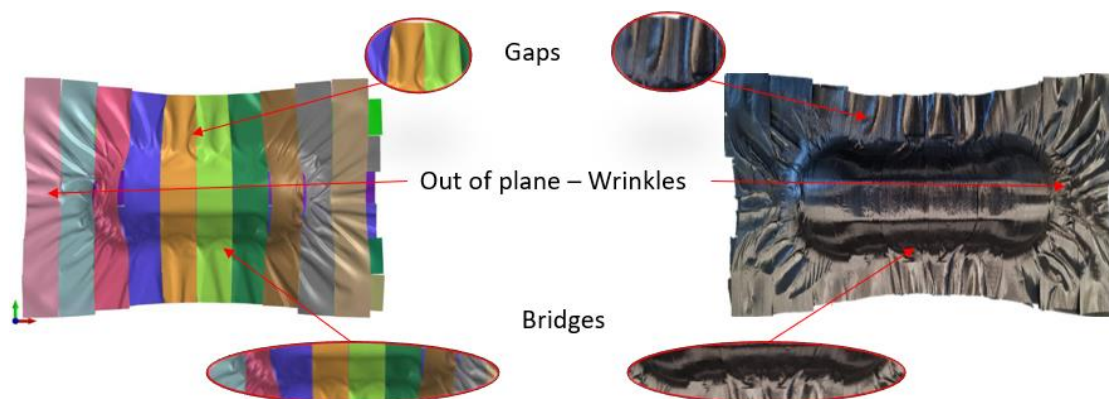 Gaps
Out of plane – Wrinkles
Bridges